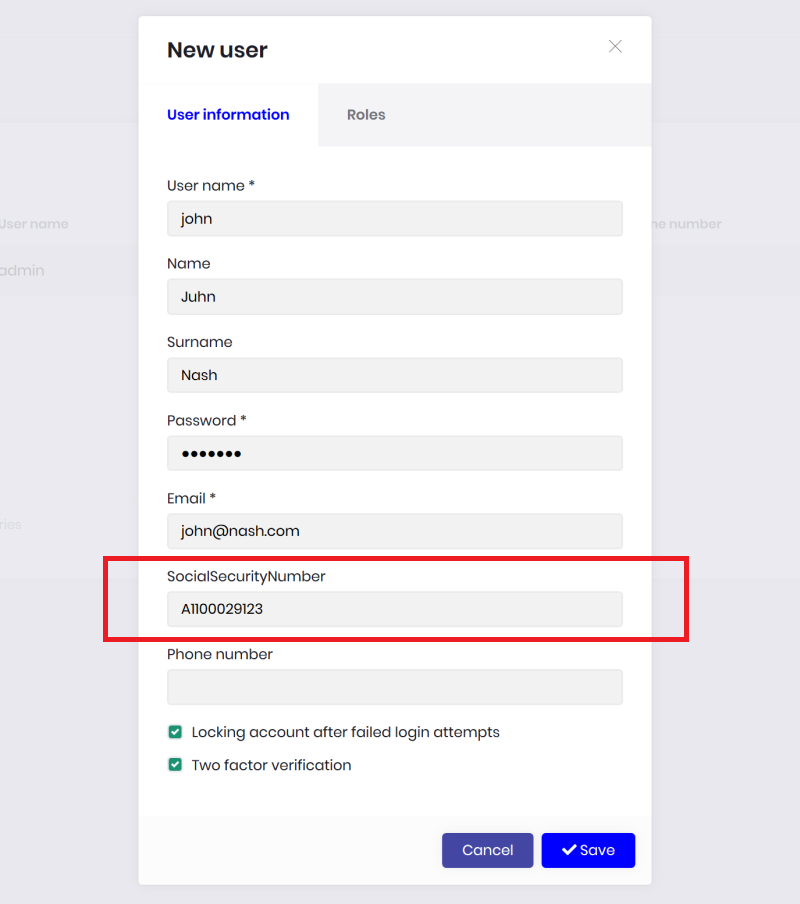 New user
User information
Roles
User name *
john
Name
Juhn
Surname
Nash
Password *
•••••••
Email *
john@nash.com
SocialSecurityNumber
A1100029123
Phone number
Locking account after failed login attempts
Two factor verification
Cancel
Save
User name
ne number
admin
ries